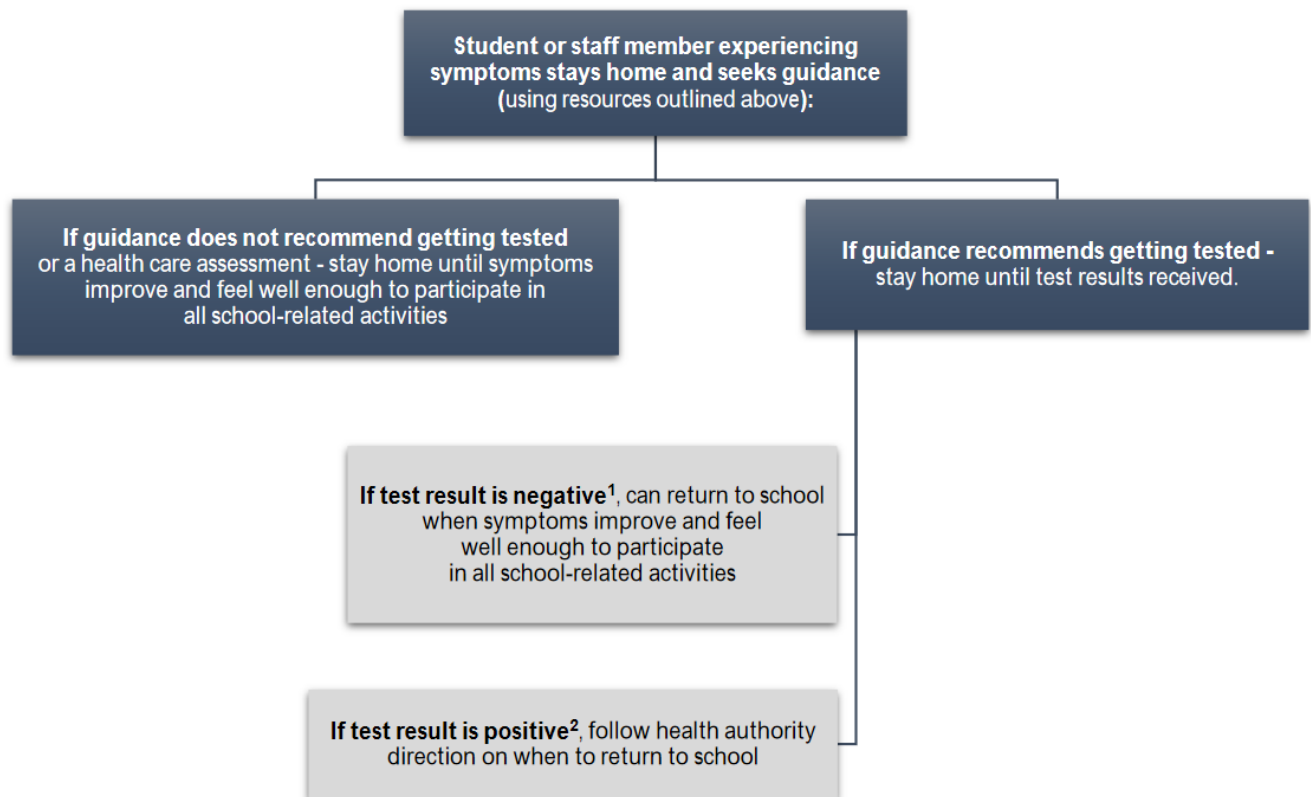 Student or staff member experiencing
symptoms stays home and seeks guidance
(using resources outlined above):
If guidance does not recommend getting tested
or a health care assessment - stay home until symptoms
improve and feel well enough to participate in
all school-related activities
If guidance recommends getting tested -
stay home until test results received.
If test result is negative¹, can return to school
when symptoms improve and feel
well enough to participate
in all school-related activities
If test result is positive², follow health authority
direction on when to return to school